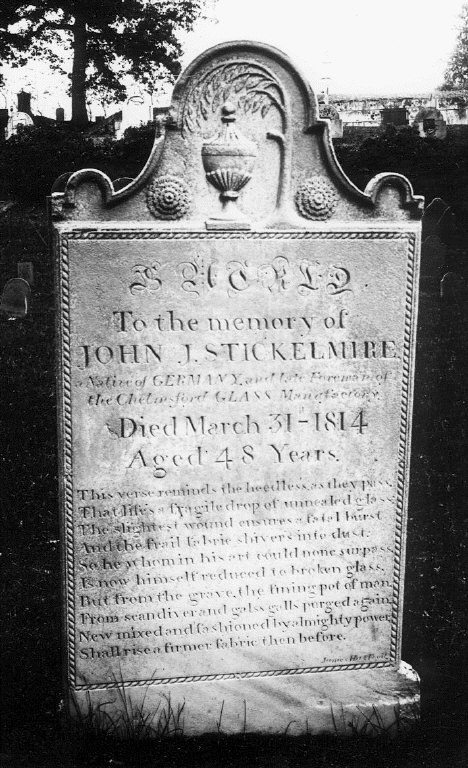 SACRED
To the memory of
JOHN J. STICKELMIRE
a Native of GERMANY, and late Foreman of
the Chelmsford GLASS Manufactory.
Died March 31-1814
Aged 48 Years.
This verse reminds the heedless as they pass,
That life's a fragile drop of unnealed glass
The slightest wound ensures a fatal burst
And the frail fabric shivers into dust.
So he whom in his art could none surpass,
Is now himself reduced to broken glass.
But from the grave, the fining pot of man,
From scandiver and galss galls purged again
New mixed and fashioned by almighty power
Shall rise a firmer fabric then before.